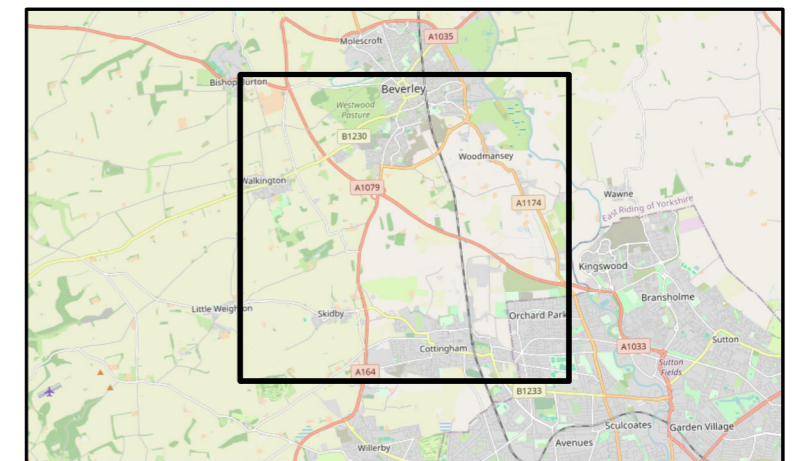 A1035
Molescroft
Bishop Burton
Beverley
Westwood
Pasture
B1230
Woodmansey
Walkington
A1079
Wawne
A1174
East Riding of Yorkshire
Kingswood
Bransholme
Little Weighton
Skidby
Orchard Park
Sutton
A1033
Cottingham
Sutton
Fields
A164
B1233
Sculcoates
Garden Village
Avenues
Willerby